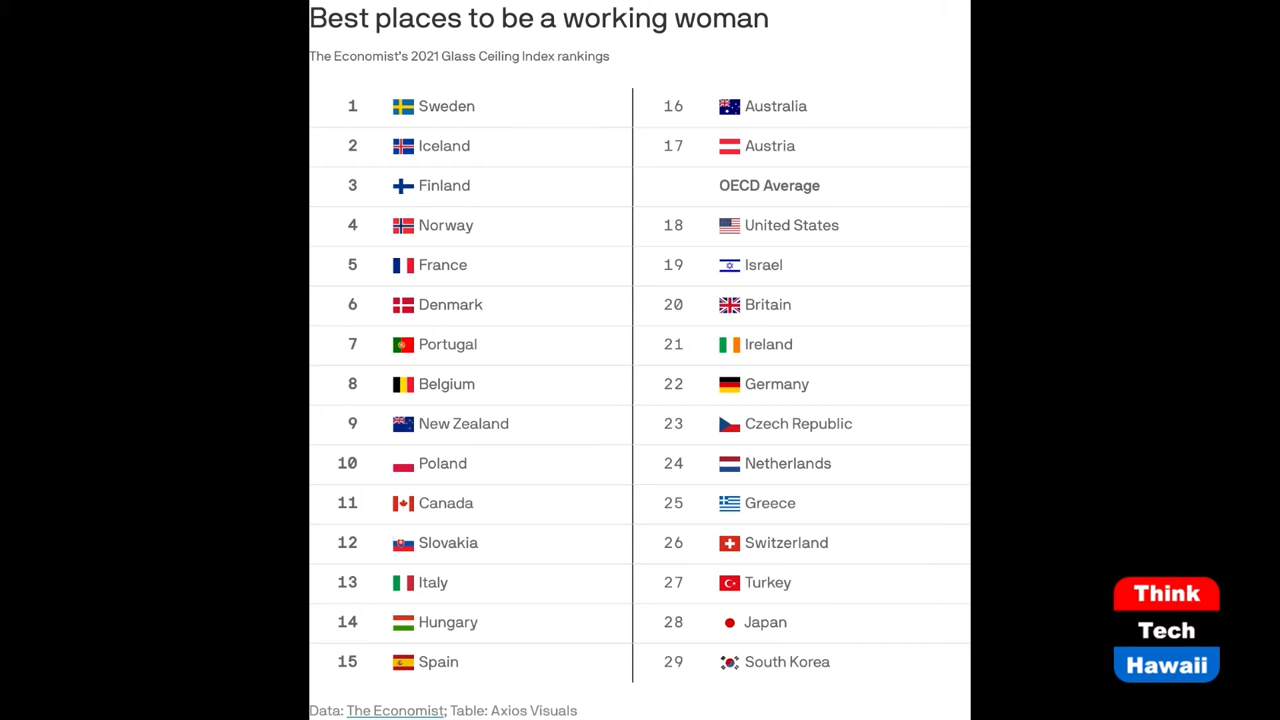 Best places to be a working woman
The Economist's 2021 Glass Ceiling Index rankings
1 Sweden
2 Iceland
3 Finland
4 Norway
5 France
6 Denmark
7 Portugal
8 Belgium
9 New Zealand
10 Poland
11 Canada
12 Slovakia
13 Italy
14 Hungary
15 Spain
16 Australia
17 Austria
OECD Average
18 United States
19 Israel
20 Britain
21 Ireland
22 Germany
23 Czech Republic
24 Netherlands
25 Greece
26 Switzerland
27 Turkey
28 Japan
29 South Korea
Data: The Economist; Table: Axios Visuals
Think
Tech
Hawaii